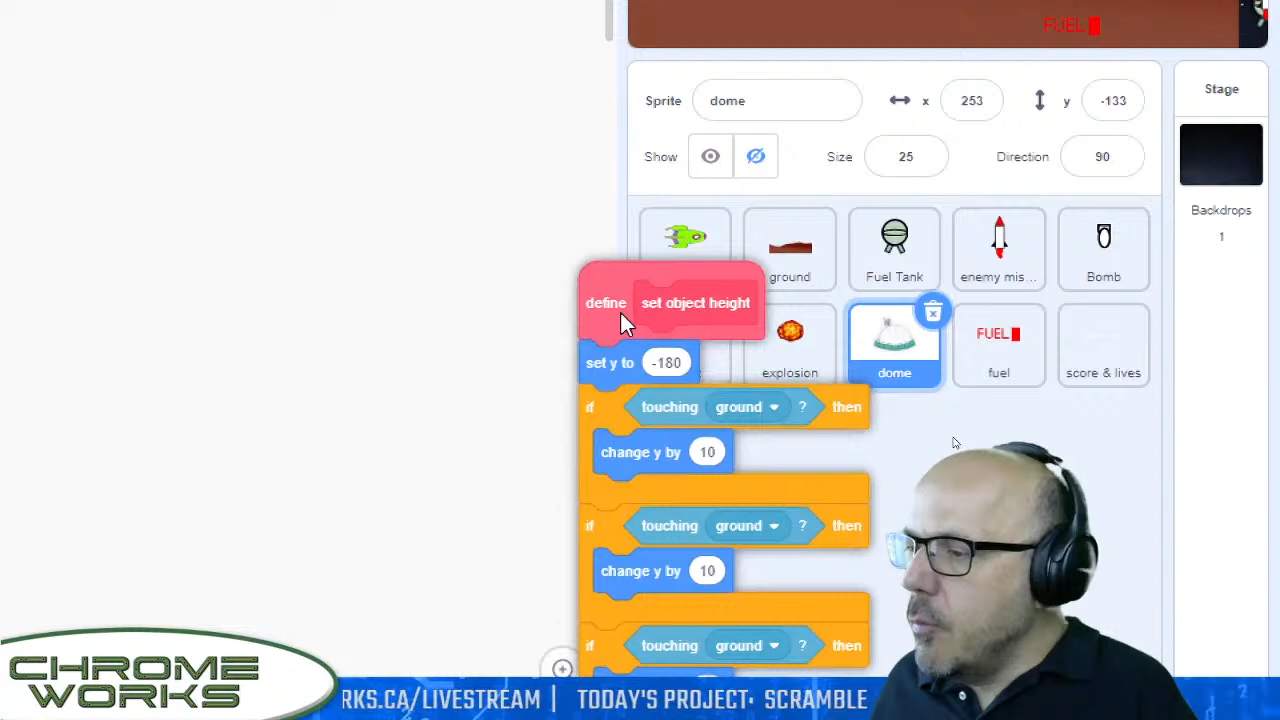 FUEL
Sprite dome x 253 y -133
Stage
Show Size 25 Direction 90
Backdrops
1
ground Fuel Tank enemy mis... Bomb
define set object height
FUEL
explosion dome fuel score & lives
set y to -180
if touching ground ? then
change y by 10
if touching ground ? then
change y by 10
if touching ground ? then
CHROME
WORKS
RKS.CA/LIVESTREAM | TODAY'S PROJECT: SCRAMBLE